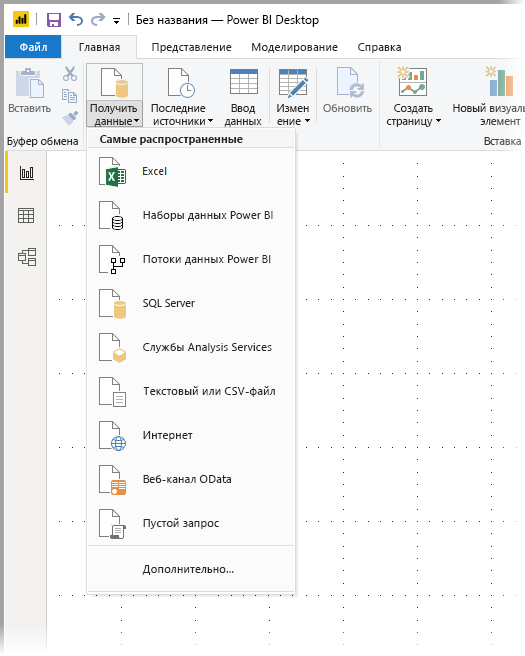 Без названия — Power BI Desktop
Файл Главная Представление Моделирование Справка
Вставить
Получить данные
Последние источники
Ввод данных
Измен ение
Обновить
Создать страницу
Новый визуаль элемент
Буфер обмена
Вставка
Самые распространенные
Excel
Наборы данных Power BI
Потоки данных Power BI
SQL Server
Службы Analysis Services
Текстовый или CSV-файл
Интернет
Веб-канал OData
Пустой запрос
Дополнительно...